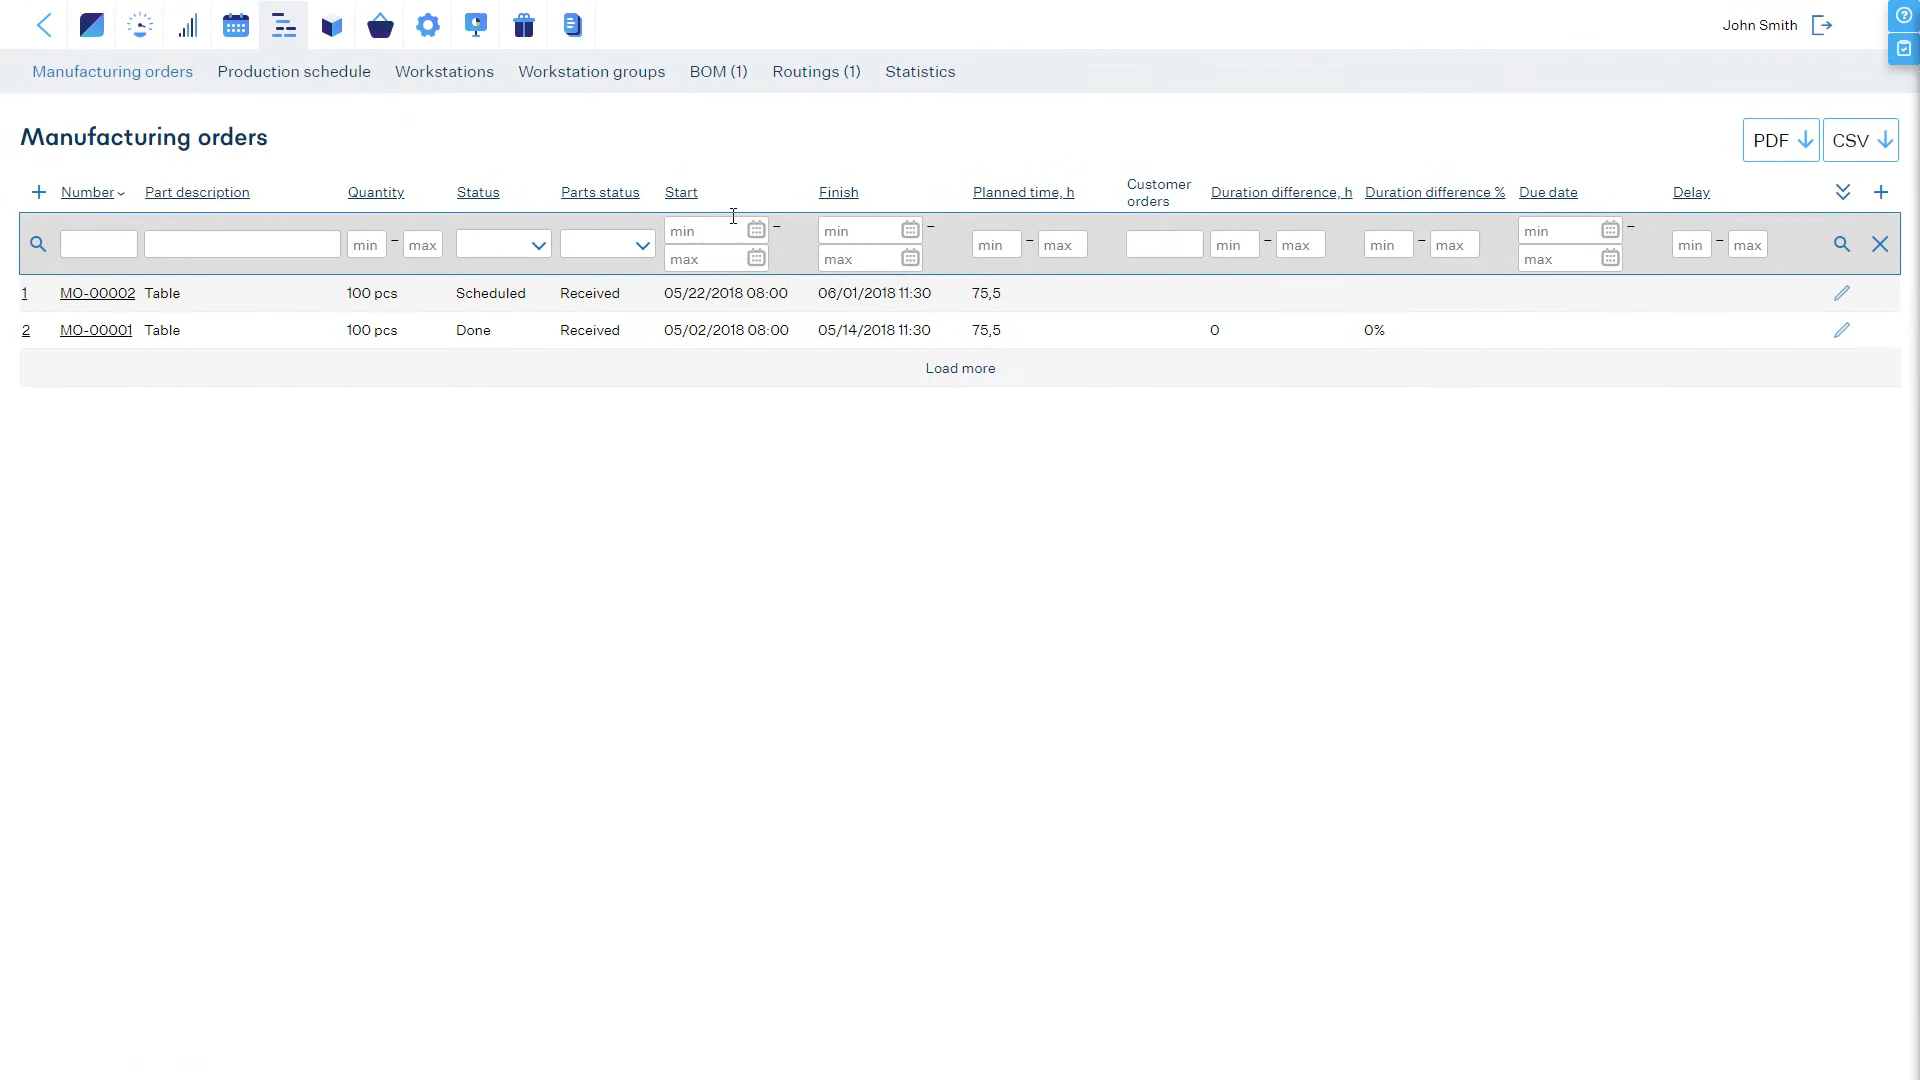 John Smith
Manufacturing orders Production schedule Workstations Workstation groups BOM (1) Routings (1) Statistics
Manufacturing orders
PDF CSV
Number Part description Quantity Status Parts status Start Finish Planned time, h Customer orders Duration difference, h Duration difference % Due date Delay
min – max min – max min – max min – max min – max min – max min – max min – max
1 MO-00002 Table 100 pcs Scheduled Received 05/22/2018 08:00 06/01/2018 11:30 75,5
2 MO-00001 Table 100 pcs Done Received 05/02/2018 08:00 05/14/2018 11:30 75,5 0 0%
Load more